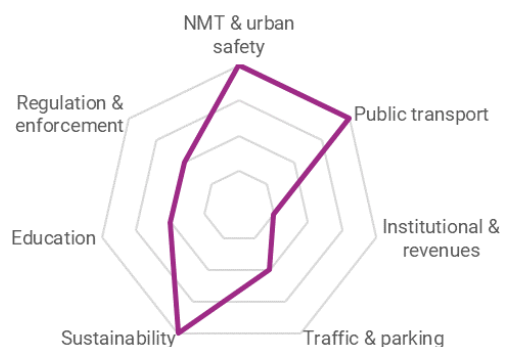 NMT & urban
safety
Public transport
Institutional &
revenues
Traffic & parking
Sustainability
Education
Regulation &
enforcement